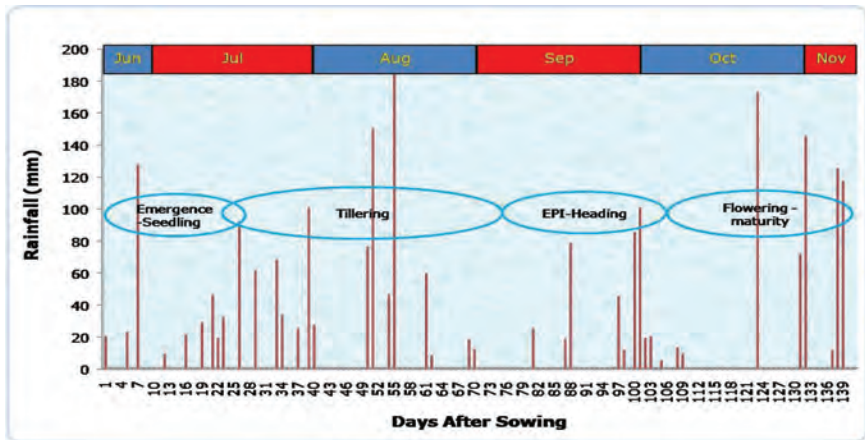 200
180
160
140
120
100
80
60
40
20
0
Rainfall (mm)
Jun Jul Aug Sep Oct Nov
Emergence
-Seedling
Tillering
EPI-Heading
Flowering -
maturity
1 4 7 10 13 16 19 22 25 28 31 34 37 40 43 46 49 52 55 58 61 64 67 70 73 76 79 82 85 88 91 94 97 100 103 106 109 112 115 118 121 124 127 130 133 136 139
Days After Sowing